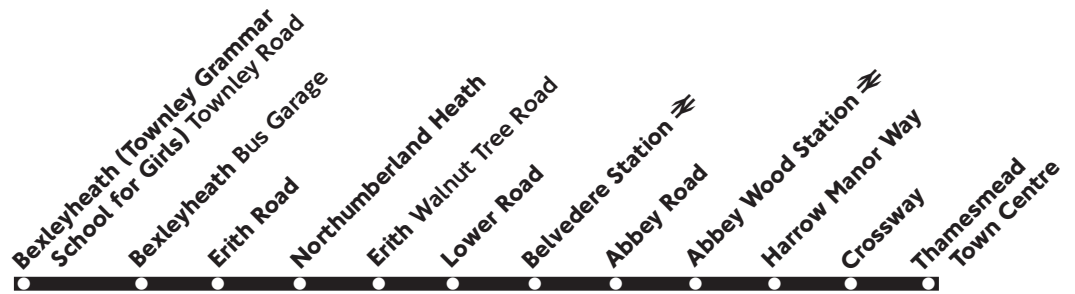 Bexleyheath (Townley Grammar
School for Girls) Townley Road
Bexleyheath Bus Garage
Erith Road
Northumberland Heath
Erith Walnut Tree Road
Lower Road
Belvedere Station
Abbey Road
Abbey Wood Station
Harrow Manor Way
Crossway
Thamesmead
Town Centre